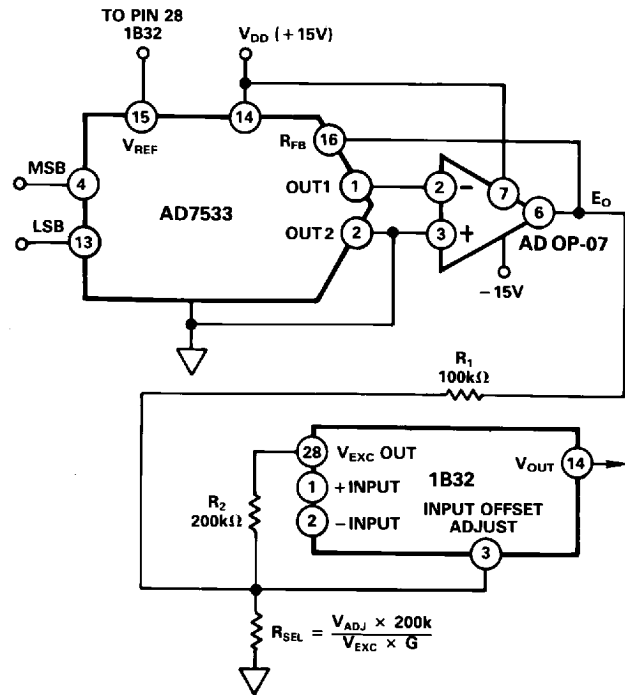 TO PIN 28
1B32
V_DD (+15V)
15
14
V_REF
R_FB
16
MSB
4
OUT1
1
2
−
7
AD7533
6
E_O
LSB
13
OUT2
2
3
+
AD OP-07
−15V
R_1
100kΩ
28
V_EXC OUT
V_OUT
14
1
+INPUT
1B32
R_2
200kΩ
2
−INPUT
INPUT OFFSET
ADJUST
3
R_SEL = V_ADJ × 200k
V_EXC × G